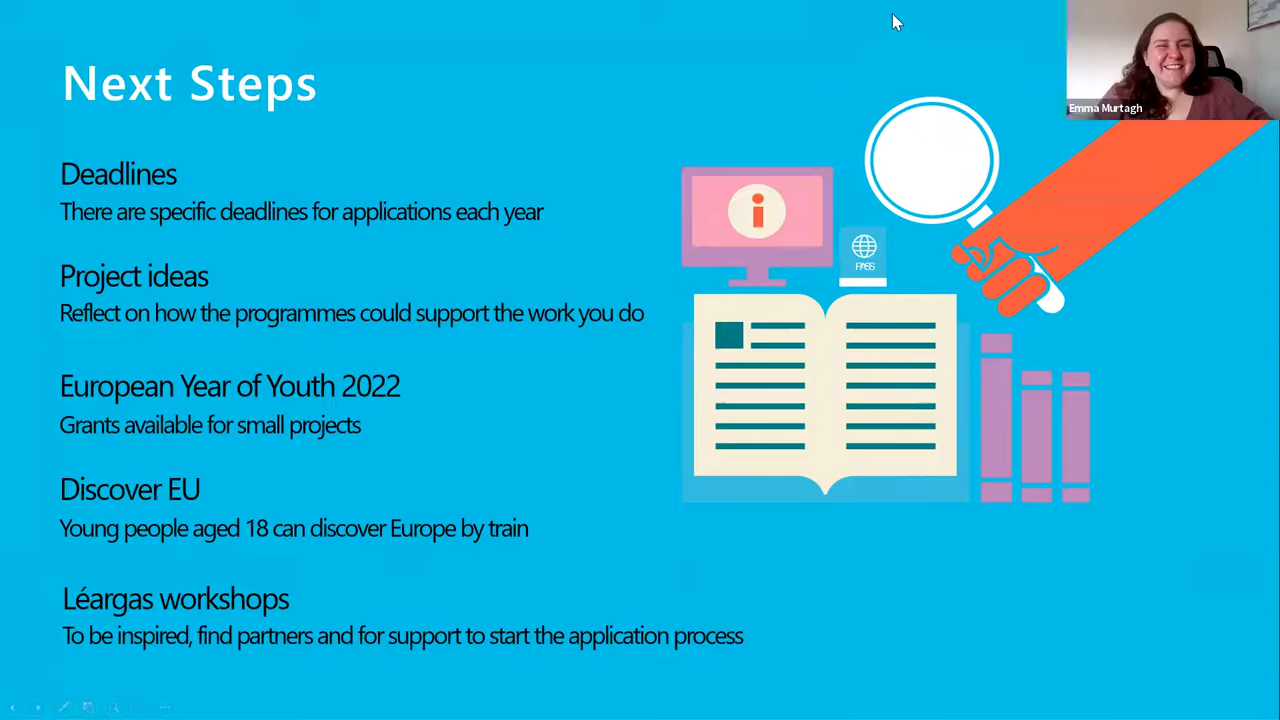 Next Steps
Deadlines
There are specific deadlines for applications each year
Project ideas
Reflect on how the programmes could support the work you do
European Year of Youth 2022
Grants available for small projects
Discover EU
Young people aged 18 can discover Europe by train
Léargas workshops
To be inspired, find partners and for support to start the application process
i
PASS
Emma Murtagh